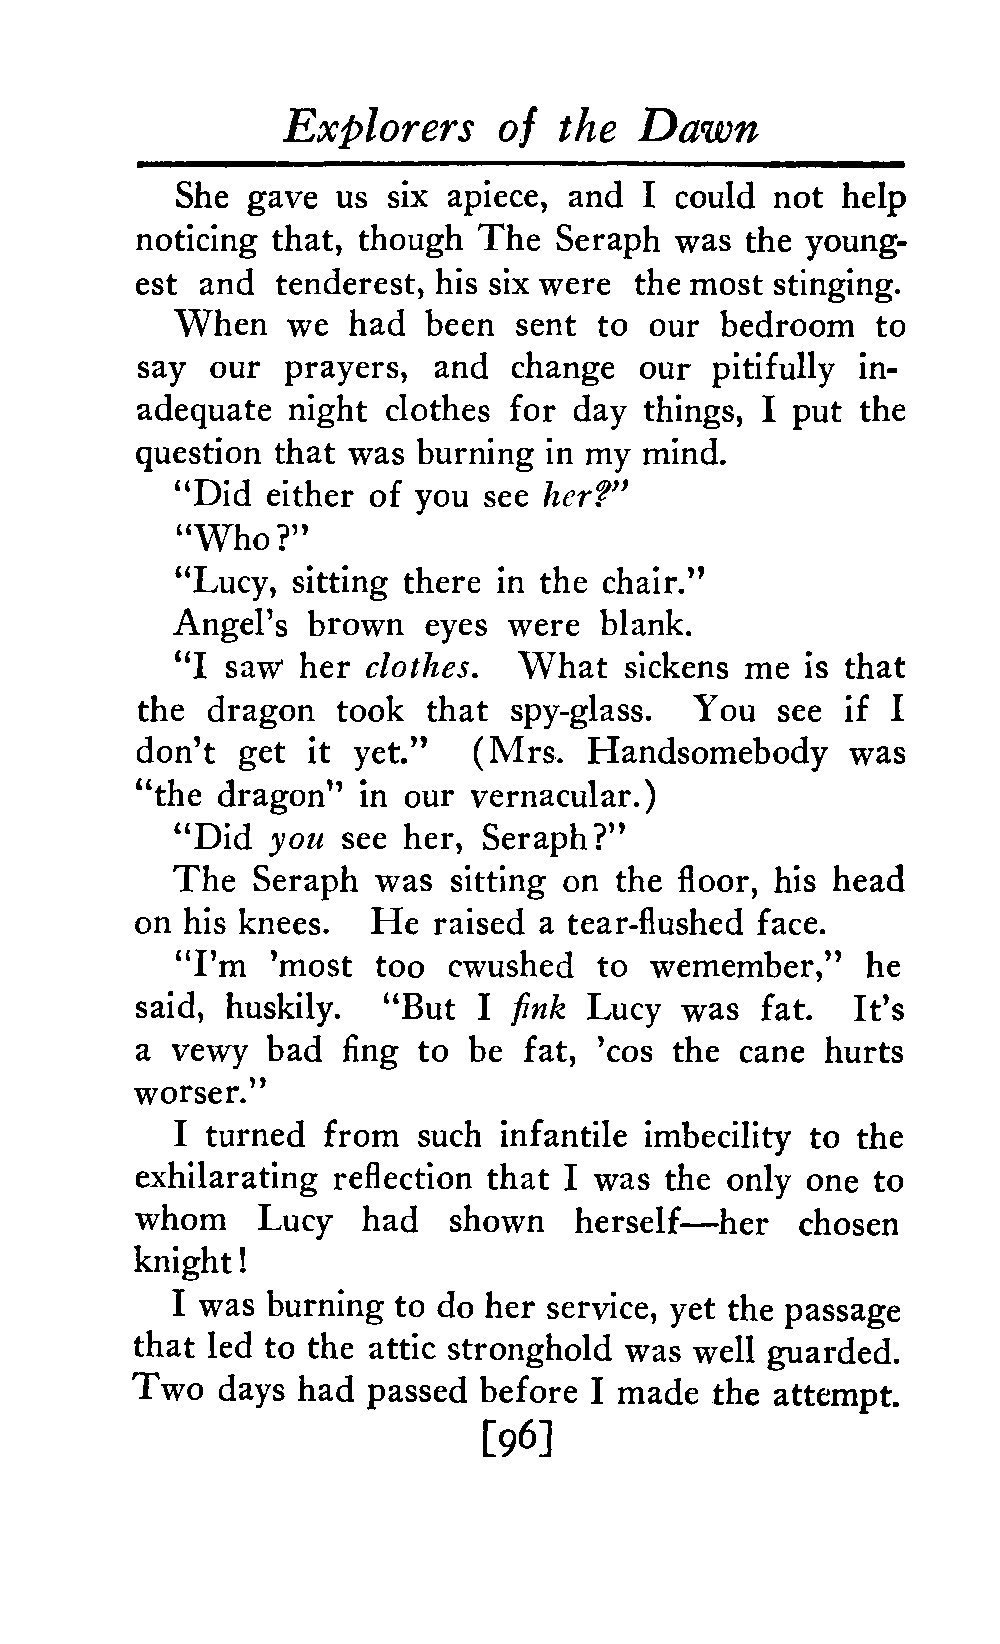 Explorers of the Dawn
She gave us six apiece, and I could not help
noticing that, though The Seraph was the young-
est and tenderest, his six were the most stinging.
When we had been sent to our bedroom to
say our prayers, and change our pitifully in-
adequate night clothes for day things, I put the
question that was burning in my mind.
"Did either of you see her?"
"Who?"
"Lucy, sitting there in the chair."
Angel's brown eyes were blank.
"I saw her clothes. What sickens me is that
the dragon took that spy-glass. You see if I
don't get it yet." (Mrs. Handsomebody was
"the dragon" in our vernacular.)
"Did you see her, Seraph?"
The Seraph was sitting on the floor, his head
on his knees. He raised a tear-flushed face.
"I'm 'most too cwushed to wemember," he
said, huskily. "But I fink Lucy was fat. It's
a vewy bad fing to be fat, 'cos the cane hurts
worser."
I turned from such infantile imbecility to the
exhilarating reflection that I was the only one to
whom Lucy had shown herself—her chosen
knight!
I was burning to do her service, yet the passage
that led to the attic stronghold was well guarded.
Two days had passed before I made the attempt.
[96]